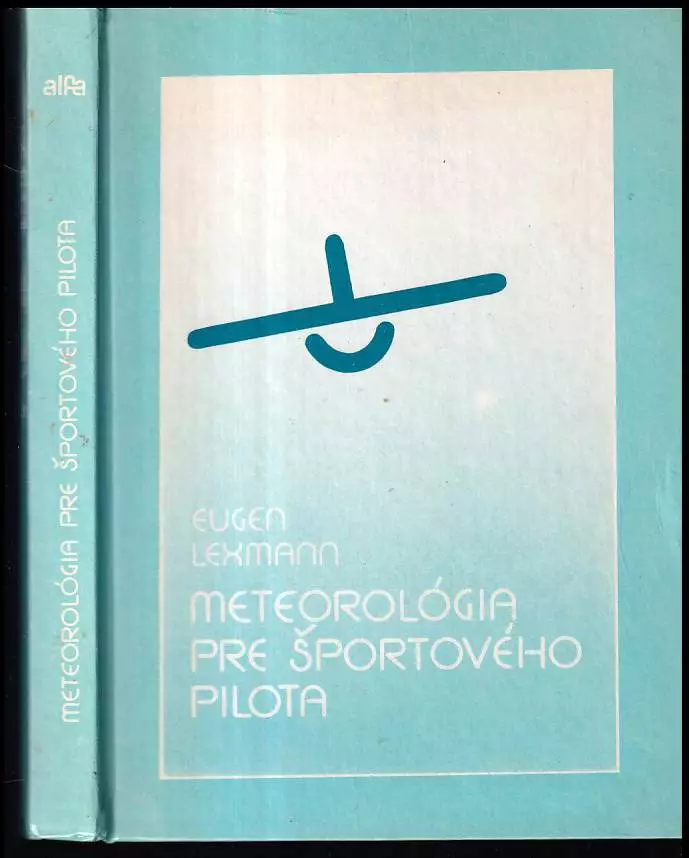 alfa
METEOROLÓGIA PRE ŠPORTOVÉHO PILOTA
EUGEN
LEXMANN
METEOROLÓGIA
PRE ŠPORTOVÉHO
PILOTA